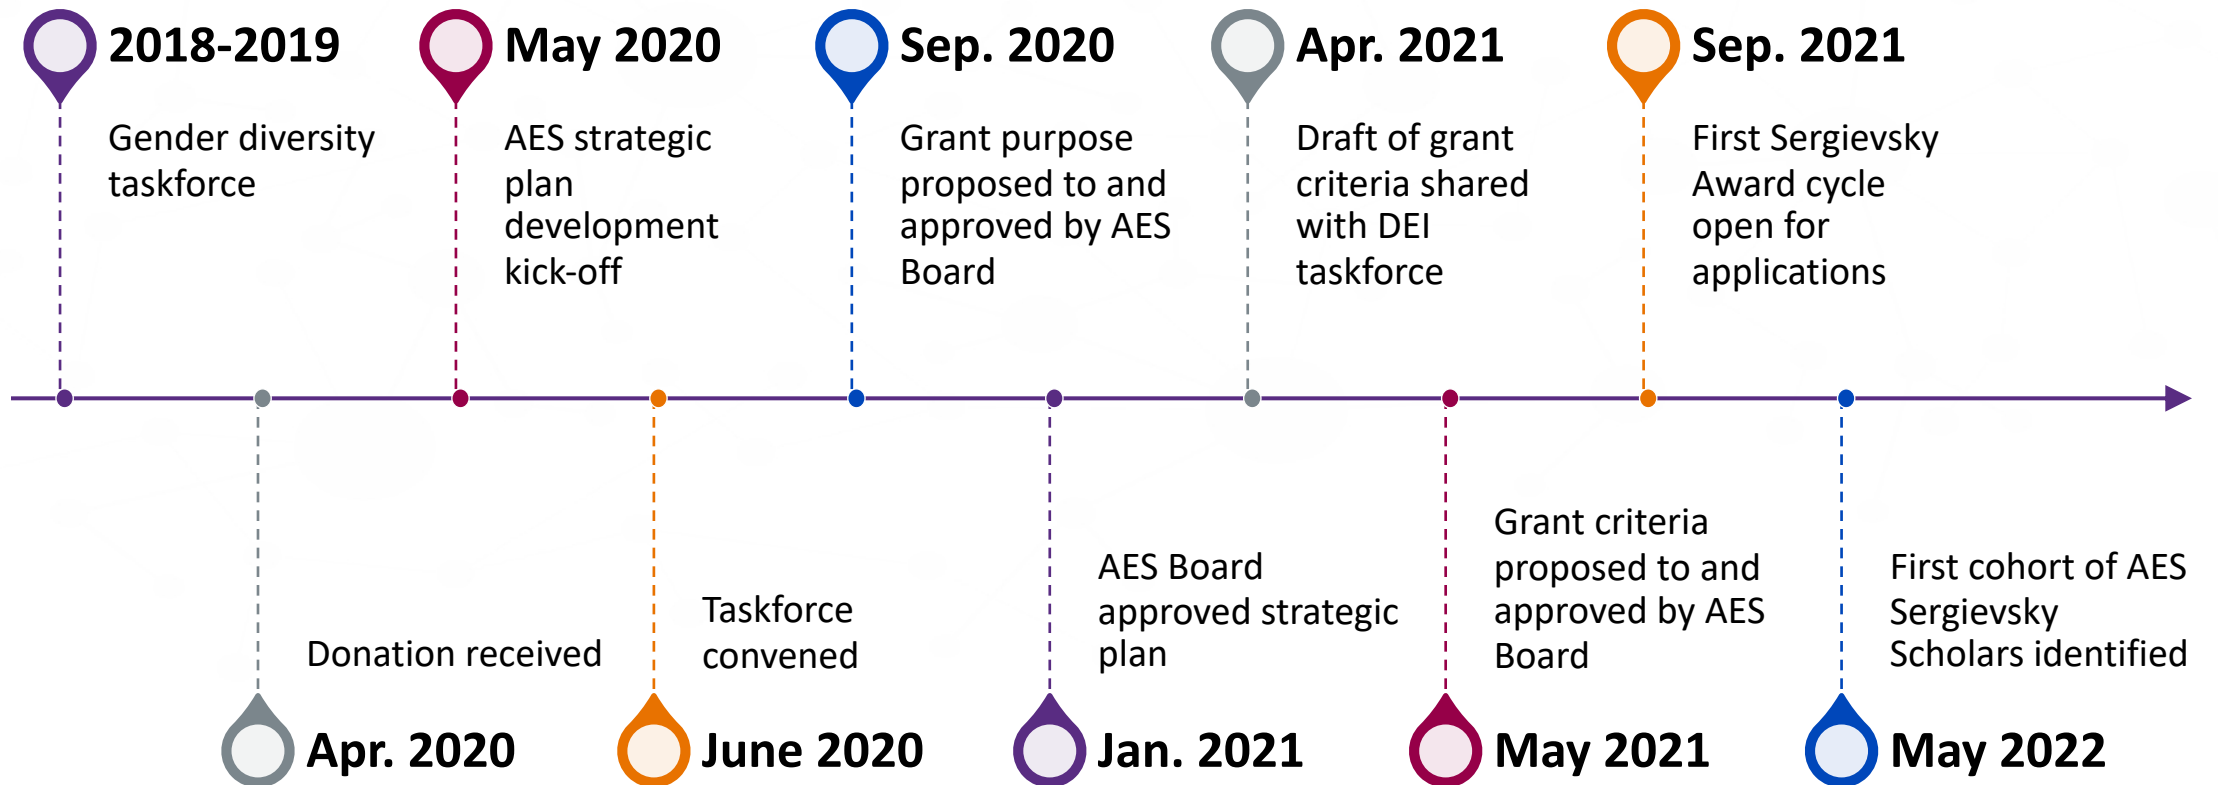 2018-2019
Gender diversity
taskforce
May 2020
AES strategic
plan
development
kick-off
Sep. 2020
Grant purpose
proposed to and
approved by AES
Board
Apr. 2021
Draft of grant
criteria shared
with DEI
taskforce
Sep. 2021
First Sergievsky
Award cycle
open for
applications
Donation received
Apr. 2020
Taskforce
convened
June 2020
AES Board
approved strategic
plan
Jan. 2021
Grant criteria
proposed to and
approved by AES
Board
May 2021
First cohort of AES
Sergievsky
Scholars identified
May 2022